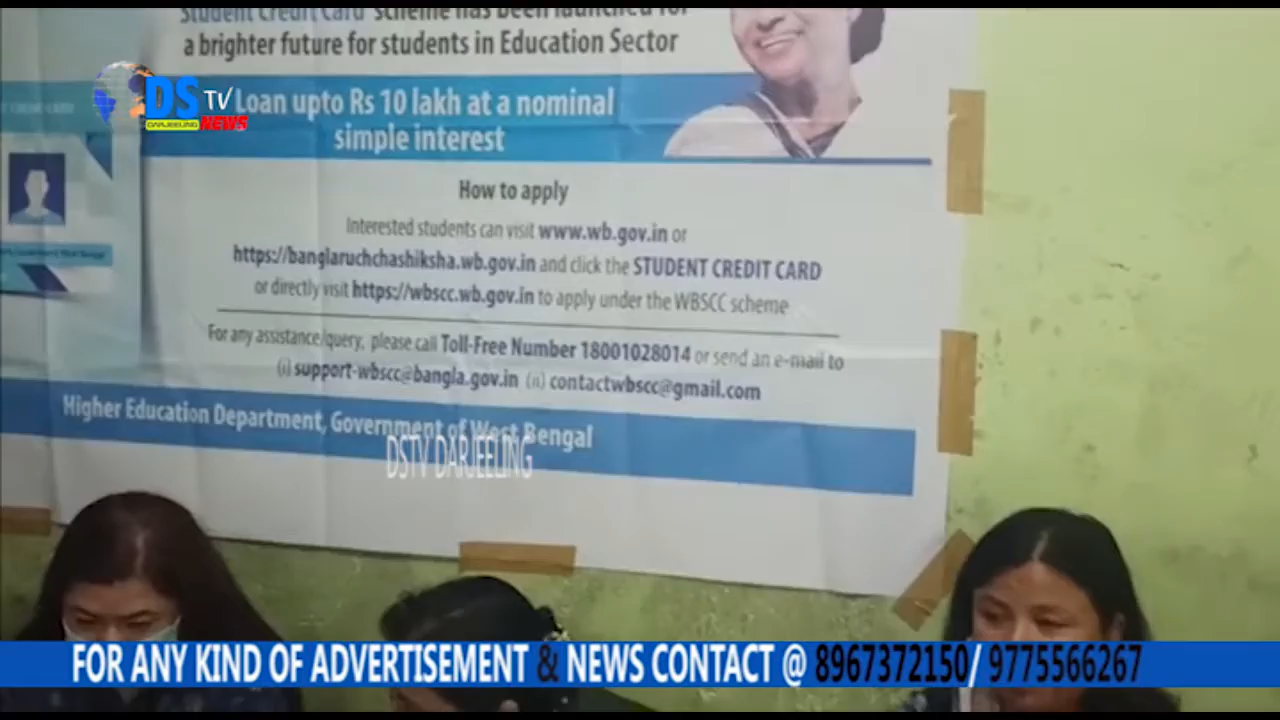 Student Credit Card scheme has been launched for
a brighter future for students in Education Sector
DS TV
DARJEELING NEWS
Loan upto Rs 10 lakh at a nominal
simple interest
How to apply
Interested students can visit www.wb.gov.in or
https://banglaruchchashiksha.wb.gov.in and click the STUDENT CREDIT CARD
or directly visit https://wbscc.wb.gov.in to apply under the WBSCC scheme
For any assistance/query, please call Toll-Free Number 18001028014 or send an e-mail to
(i) support-wbscc@bangla.gov.in (ii) contactwbscc@gmail.com
Higher Education Department, Government of West Bengal
DSTV DARJEELING
FOR ANY KIND OF ADVERTISEMENT & NEWS CONTACT @ 8967372150/ 9775566267